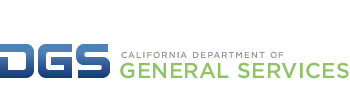 DGS
CALIFORNIA DEPARTMENT OF
GENERAL SERVICES